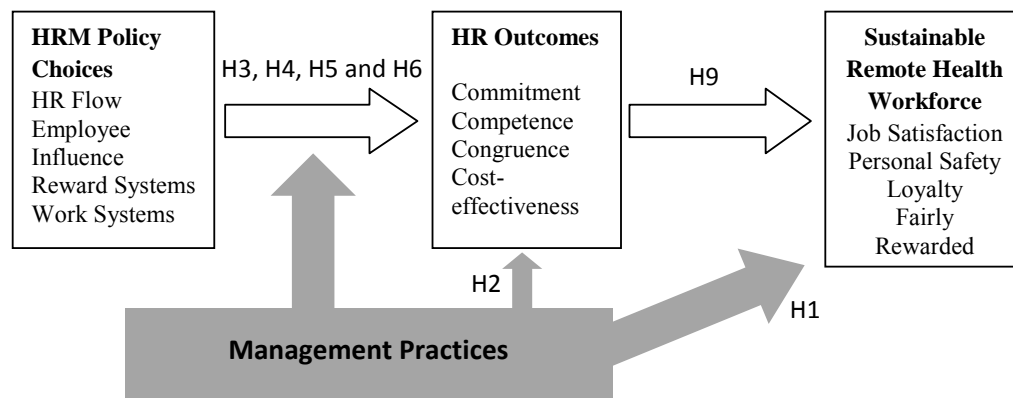 HRM Policy
Choices
HR Flow
Employee
Influence
Reward Systems
Work Systems
H3, H4, H5 and H6
HR Outcomes
Commitment
Competence
Congruence
Cost-
effectiveness
H9
Sustainable
Remote Health
Workforce
Job Satisfaction
Personal Safety
Loyalty
Fairly
Rewarded
H2
H1
Management Practices